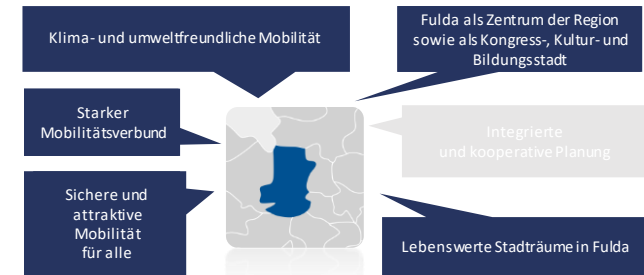 Klima- und umweltfreundliche Mobilität
Fulda als Zentrum der Region
sowie als Kongress-, Kultur- und
Bildungsstadt
Starker
Mobilitätsverbund
Integrierte
und kooperative Planung
Sichere und
attraktive
Mobilität
für alle
Lebenswerte Stadträume in Fulda